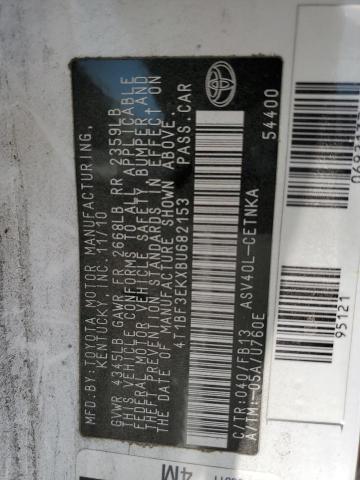 MFD.BY:TOYOTA MOTOR MANUFACTURING,
KENTUCKY, INC.11/10
GVWR 4345LB GAWR FR 2668LB RR 2359LB
THIS VEHICLE CONFORMS TO ALL APPLICABLE
FEDERAL MOTOR VEHICLE SAFETY, BUMPER, AND
THEFT PREVENTION STANDARDS IN EFFECT ON
THE DATE OF MANUFACTURE SHOWN ABOVE.
4T1BF3EKXBU682153 PASS.CAR
C/TR:040/FB13 ASV40L-CETNKA
A/TM:-05A/U760E
54400
95121
4M